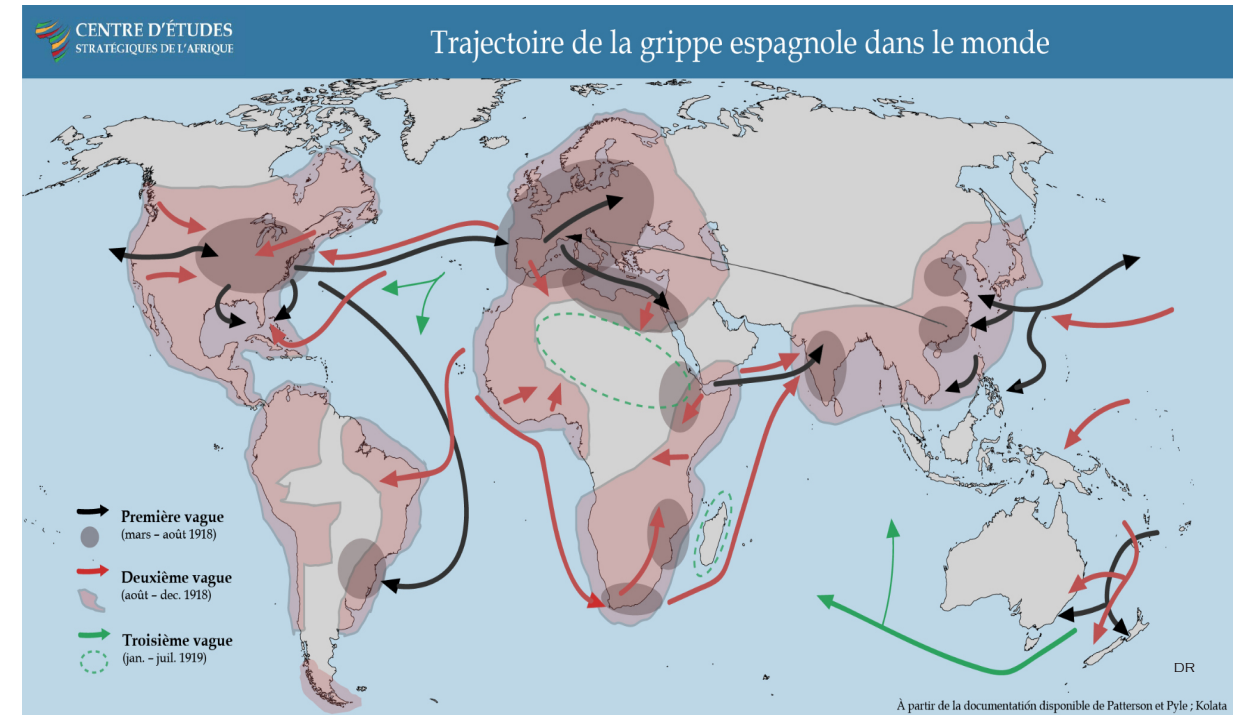 CENTRE D'ÉTUDES
STRATÉGIQUES DE L'AFRIQUE
Trajectoire de la grippe espagnole dans le monde
Première vague
(mars – août 1918)
Deuxième vague
(août – dec. 1918)
Troisième vague
(jan. – juil. 1919)
DR
À partir de la documentation disponible de Patterson et Pyle ; Kolata